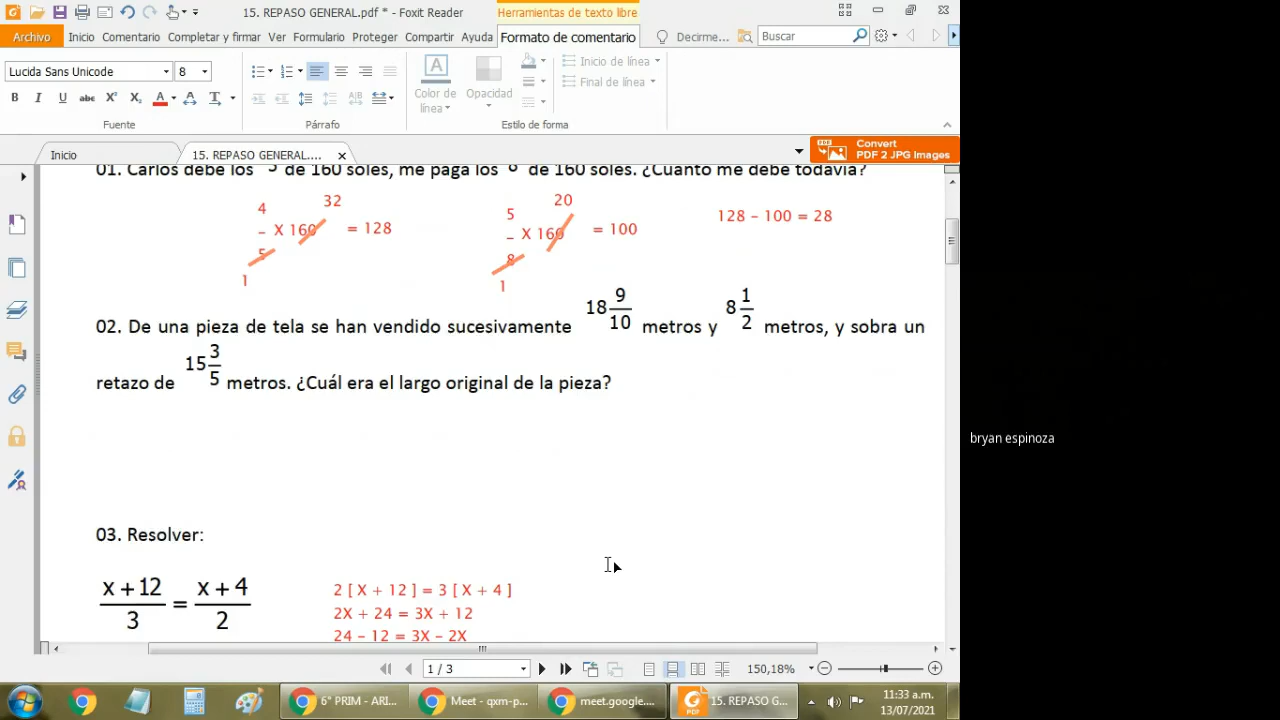 15. REPASO GENERAL.pdf * - Foxit Reader
Herramientas de texto libre
Archivo Inicio Comentario Completar y firmar Ver Formulario Proteger Compartir Ayuda Formato de comentario Decirme... Buscar
Lucida Sans Unicode 8
Color de línea
Opacidad
Inicio de línea
Final de línea
Fuente Párrafo Estilo de forma
Inicio 15. REPASO GENERAL....
Convert
PDF 2 JPG Images
01. Carlos debe los de 160 soles, me paga los de 160 soles. ¿Cuánto me debe todavía?
4/5 X 160 = 128
32
1
5/8 X 160 = 100
20
1
128 – 100 = 28
02. De una pieza de tela se han vendido sucesivamente 18 9/10 metros y 8 1/2 metros, y sobra un
retazo de 15 3/5 metros. ¿Cuál era el largo original de la pieza?
03. Resolver:
x + 12 / 3 = x + 4 / 2
2 [ X + 12 ] = 3 [ X + 4 ]
2X + 24 = 3X + 12
24 – 12 = 3X – 2X
bryan espinoza
1 / 3
150,18%
6° PRIM - ARI... Meet - qxm-p... meet.google.... 15. REPASO GE...
11:33 a.m.
13/07/2021